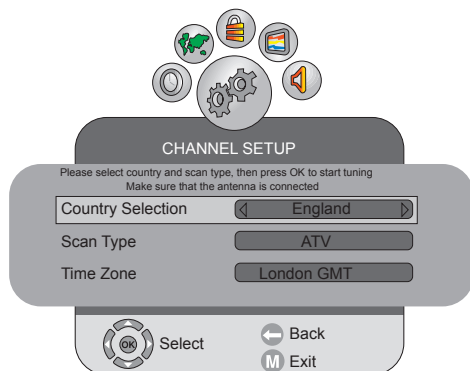 CHANNEL SETUP
Please select country and scan type, then press OK to start tuning
Make sure that the antenna is connected
Country Selection England
Scan Type ATV
Time Zone London GMT
OK Select
Back
M Exit